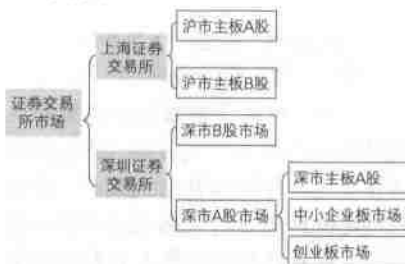 证券交易
所市场
上海证券
交易所
沪市主板A股
沪市主板B股
深圳证券
交易所
深市B股市场
深市A股市场
深市主板A股
中小企业板市场
创业板市场